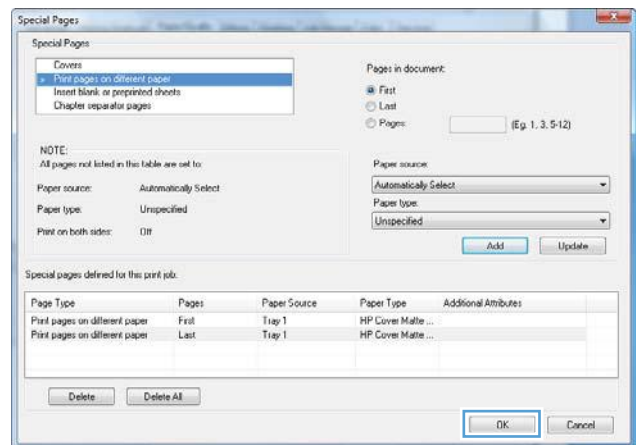 Special Pages
Special Pages
Covers
Print pages on different paper
Insert blank or preprinted sheets
Chapter separator pages
Pages in document:
First
Last
Pages: (Eg. 1, 3, 5-12)
NOTE:
All pages not listed in this table are set to:
Paper source: Automatically Select
Paper type: Unspecified
Print on both sides: Off
Paper source:
Automatically Select
Paper type:
Unspecified
Add Update
Special pages defined for this print job:
Page Type Pages Paper Source Paper Type Additional Attributes
Print pages on different paper First Tray 1 HP Cover Matte ...
Print pages on different paper Last Tray 1 HP Cover Matte ...
Delete Delete All
OK Cancel